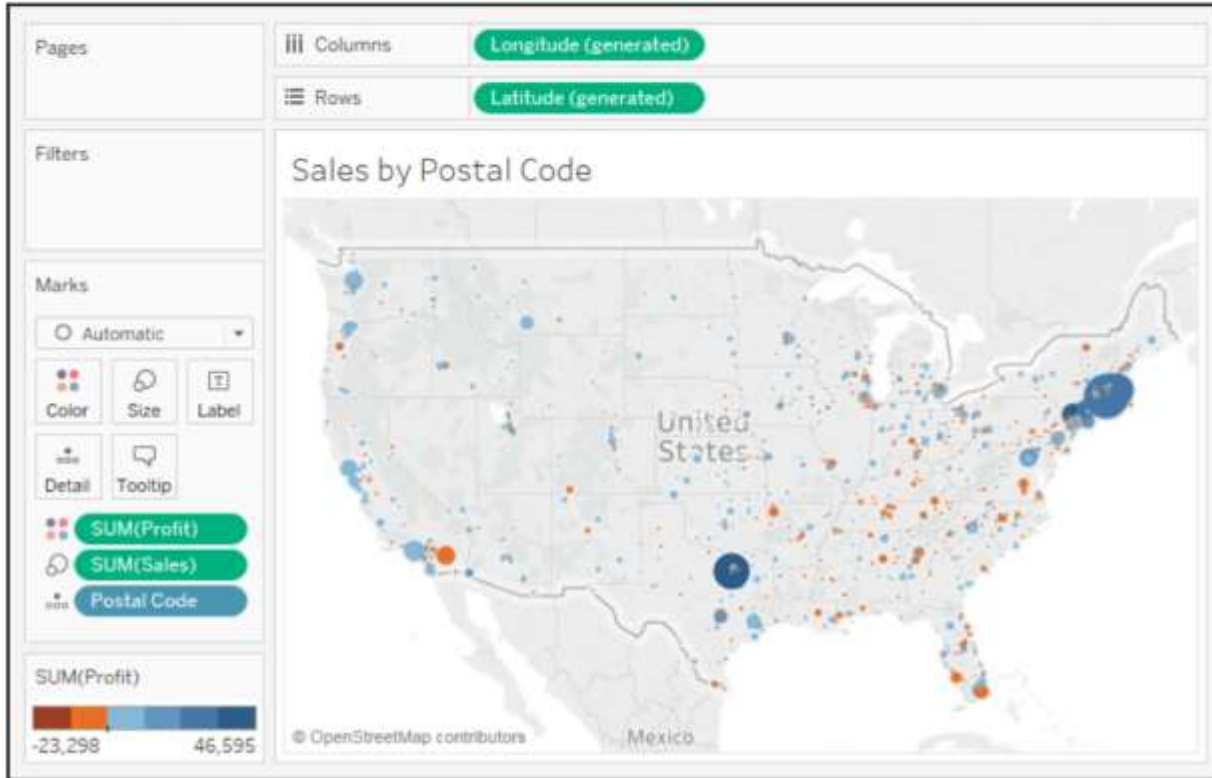 Pages
Columns
Longitude (generated)
Rows
Latitude (generated)
Filters
Sales by Postal Code
Marks
Automatic
Color
Size
Label
Detail
Tooltip
SUM(Profit)
SUM(Sales)
Postal Code
SUM(Profit)
-23,298
46,595
United
States
© OpenStreetMap contributors
Mexico